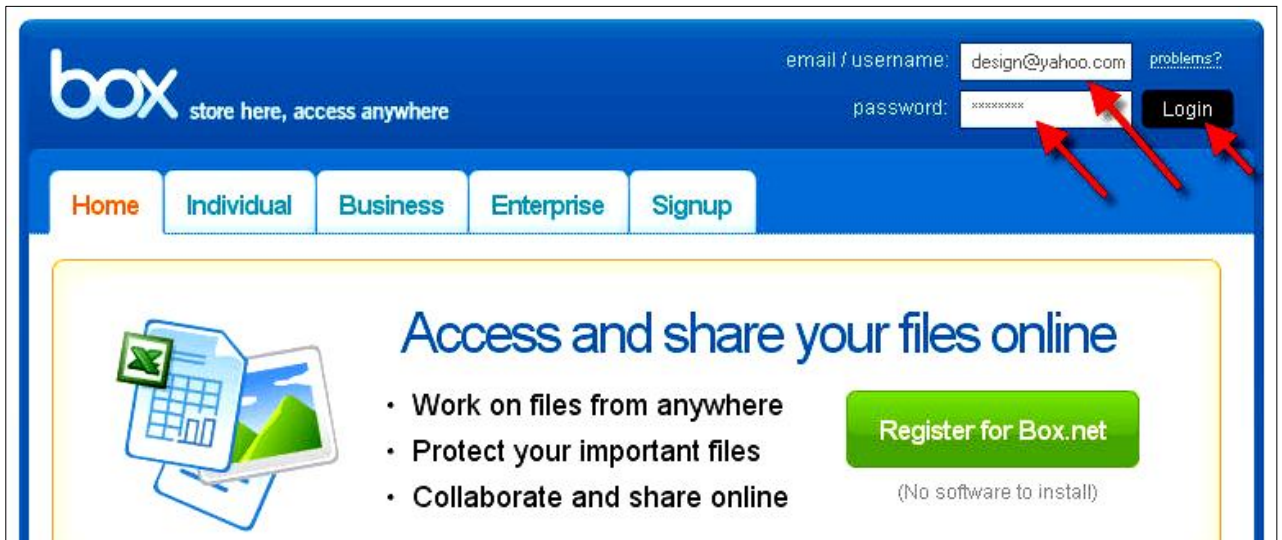 box store here, access anywhere
email / username: design@yahoo.com problems?
password: ******** Login
Home Individual Business Enterprise Signup
Access and share your files online
• Work on files from anywhere
• Protect your important files
• Collaborate and share online
Register for Box.net
(No software to install)